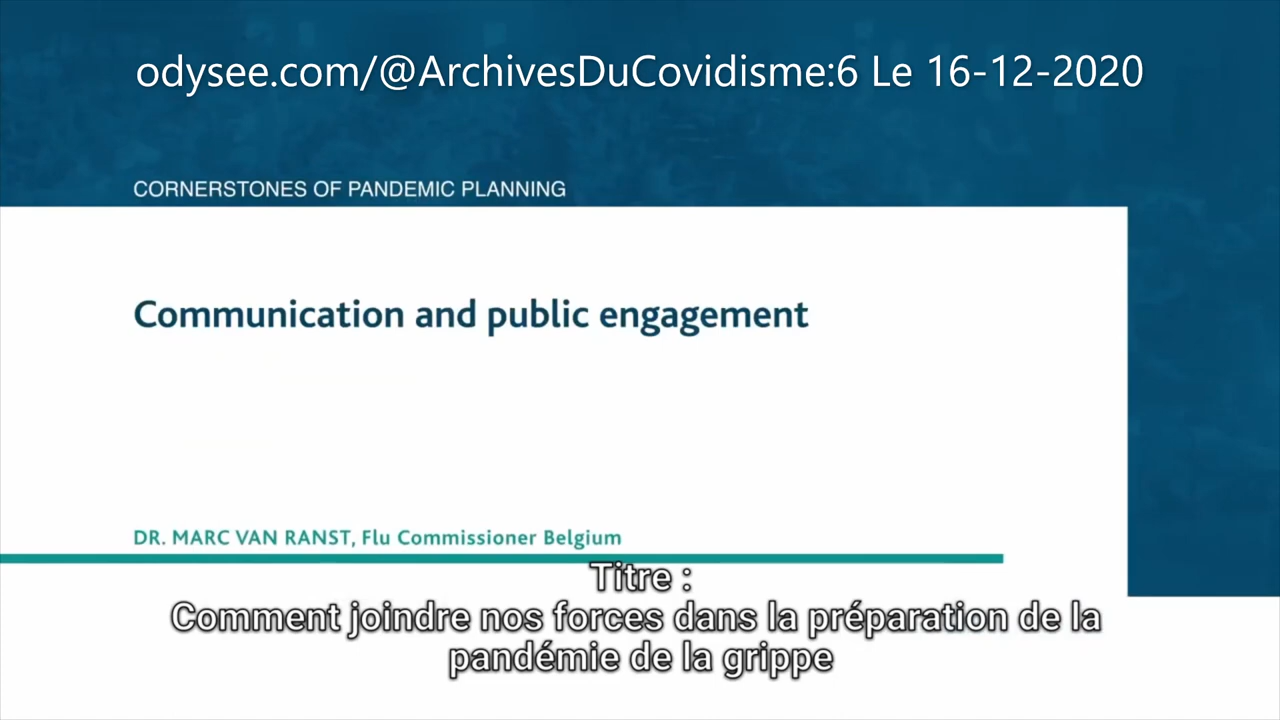 odysee.com/@ArchivesDuCovidisme:6 Le 16-12-2020
CORNERSTONES OF PANDEMIC PLANNING
Communication and public engagement
DR. MARC VAN RANST, Flu Commissioner Belgium
Titre :
Comment joindre nos forces dans la préparation de la
pandémie de la grippe